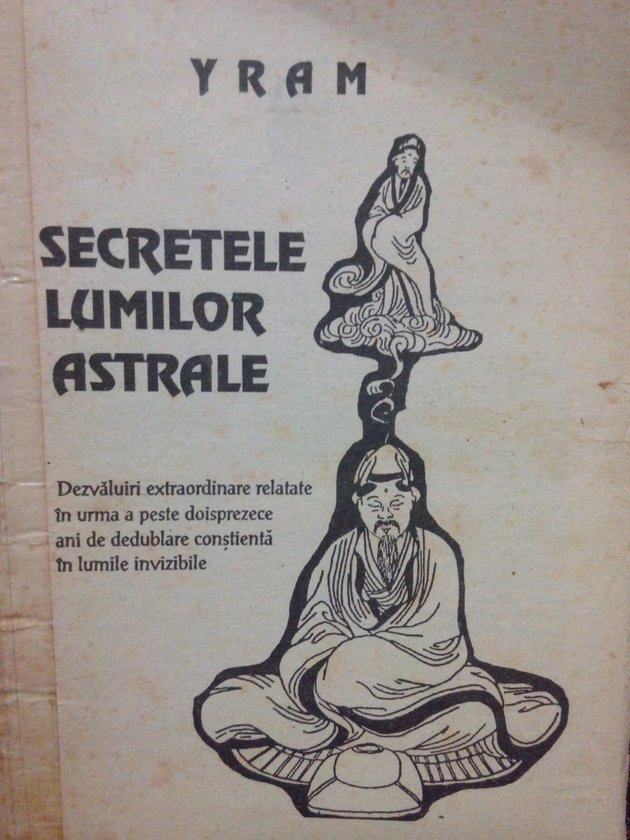 YRAM
SECRETELE
LUMILOR
ASTRALE
Dezvăluiri extraordinare relatate
în urma a peste doisprezece
ani de dedublare conștientă
în lumile invizibile